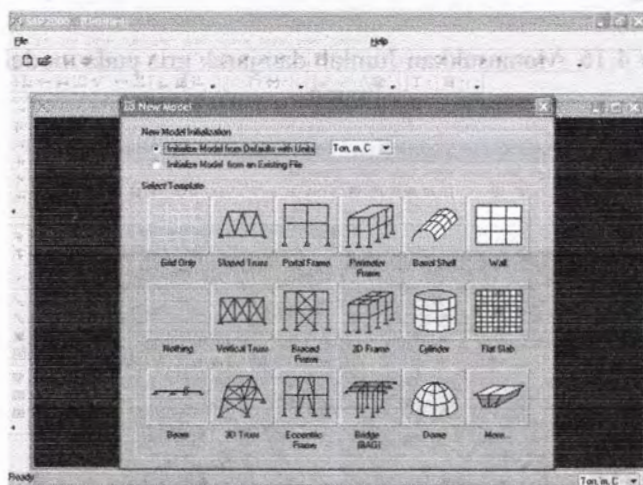 SAP2000 - (Untitled)
File Help
New Model
New Model Initialization
Initialize Model from Defaults with Units Ton, m, C
Initialize Model from an Existing File
Select Template
Grid Only Sloped Truss Portal Frame Perimeter Frame Barrel Shell Wall
Nothing Vertical Truss Braced Frame 3D Frame Cylinder Flat Slab
Beam 3D Truss Eccentric Frame Bridge (BAG) Dome More...
Ready Ton, m, C